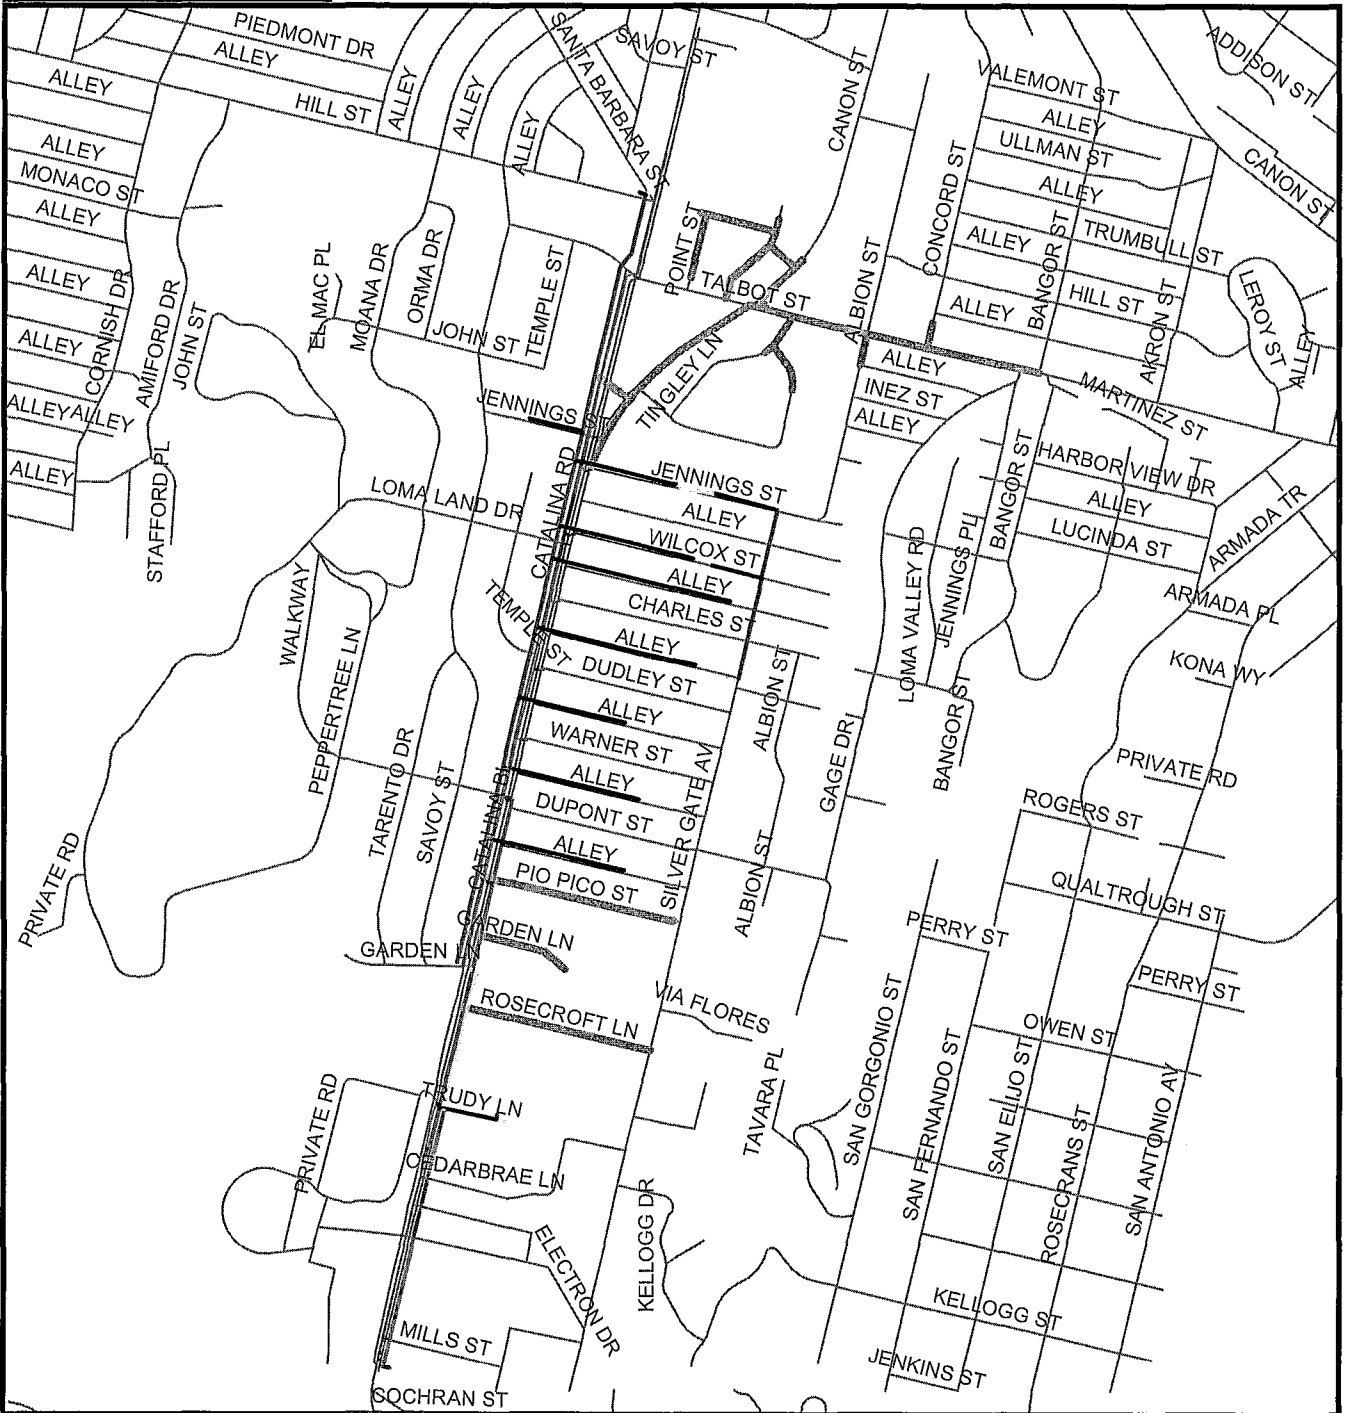 PIEDMONT DR
SAVOY ST
SANTA BARBARA ST
ADDISON ST
ALLEY
ALLEY
HILL ST
ALLEY
ALLEY
ALLEY
CANON ST
VALEMONT ST
ALLEY
ULLMAN ST
CANON ST
ALLEY
MONACO ST
ALLEY
CONCORD ST
ALLEY
TRUMBULL ST
ALLEY
BANGOR ST
HILL ST
ALLEY
AKRON ST
LEROY ST
ALLEY
ALLEY
CORNISH DR
AMIFORD DR
JOHN ST
EL MAC PL
MOANA DR
ORMA DR
JOHN ST
TEMPLE ST
POINT ST
TALBOT ST
ALBION ST
ALLEY
ALLEY
ALLEY
ALLEY
ALLEY
STAFFORD PL
JENNINGS ST
TINGLEY LN
INEZ ST
ALLEY
MARTINEZ ST
HARBOR VIEW DR
ALLEY
LUCINDA ST
BANGOR ST
ARMADA TR
ARMADA PL
KONA WY
LOMA LAND DR
CATALINA RD
JENNINGS ST
ALLEY
WILCOX ST
ALLEY
CHARLES ST
ALLEY
DUDLEY ST
ALLEY
WARNER ST
ALLEY
DUPONT ST
ALLEY
PIO PICO ST
TEMPLE ST
WALKWAY
PEPPERTREE LN
TARENTO DR
SAVOY ST
CATALINA BL
SILVER GATE AV
ALBION ST
ALBION ST
GAGE DR
LOMA VALLEY RD
JENNINGS PL
BANGOR ST
PRIVATE RD
ROGERS ST
QUALTROUGH ST
PRIVATE RD
GARDEN LN
GARDEN LN
PERRY ST
PERRY ST
ROSECROFT LN
VIA FLORES
OWEN ST
TRUDY LN
PRIVATE RD
TAVARA PL
SAN GORGONIO ST
SAN FERNANDO ST
SAN ELIJO ST
ROSECRANS ST
SAN ANTONIO AV
CEDARBRAE LN
ELECTRON DR
KELLOGG DR
KELLOGG ST
MILLS ST
JENKINS ST
COCHRAN ST